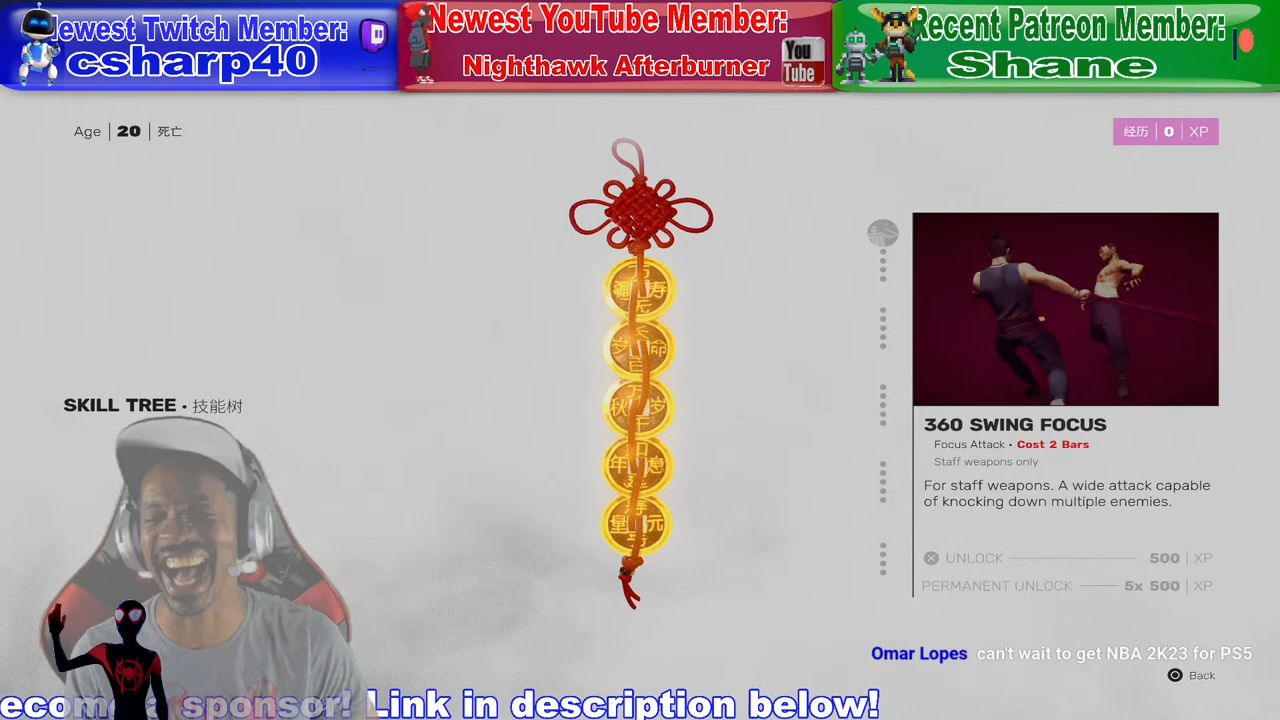 ewest Twitch Member:
csharp40
Newest YouTube Member:
Nighthawk Afterburner
You
Tube
Recent Patreon Member:
Shane
Age | 20 | 死亡
经历 | 0 | XP
SKILL TREE • 技能树
360 SWING FOCUS
Focus Attack • Cost 2 Bars
Staff weapons only
For staff weapons. A wide attack capable
of knocking down multiple enemies.
UNLOCK 500 | XP
PERMANENT UNLOCK 5x 500 | XP
Omar Lopes can't wait to get NBA 2K23 for PS5
Back
sponsor! Link in description below!